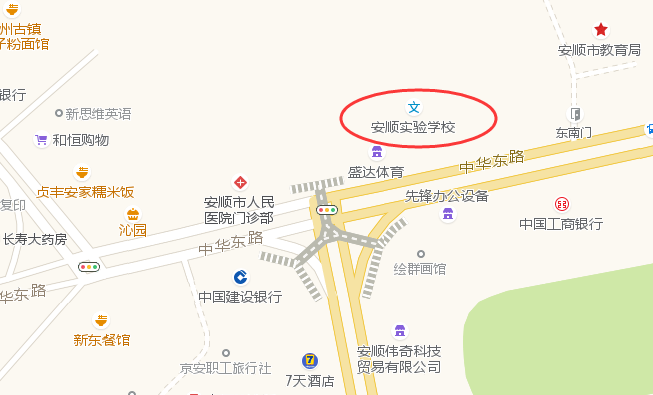 州古镇
子粉面馆
安顺市教育局
银行
新思维英语
文
安顺实验学校
东南门
和恒购物
盛达体育
中华东路
贞丰安家糯米饭
安顺市人民
医院门诊部
先锋办公设备
复印
沁园
中国工商银行
长寿大药房
中华东路
绘群画馆
中国建设银行
华东路
新东餐馆
安顺伟奇科技
贸易有限公司
京安职工旅行社
7
7天酒店